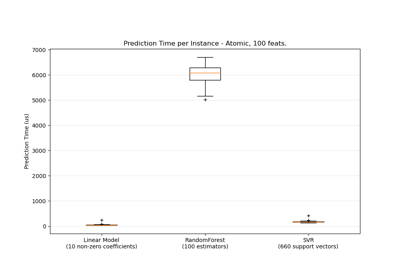 Prediction Time per Instance - Atomic, 100 feats.
7000
6000
5000
4000
3000
2000
1000
0
Prediction Time (us)
Linear Model
(10 non-zero coefficients)
RandomForest
(100 estimators)
SVR
(660 support vectors)